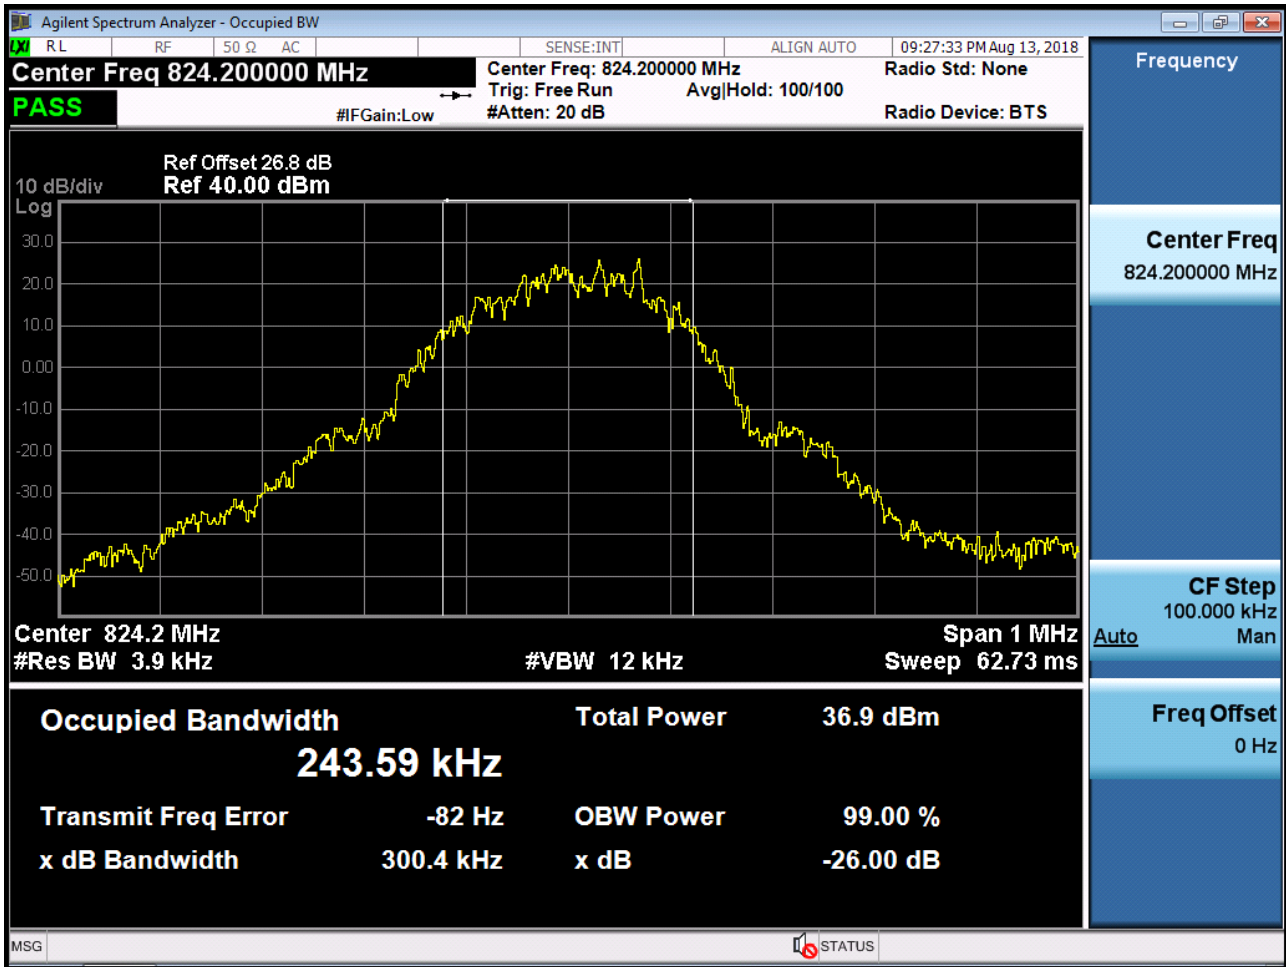 Agilent Spectrum Analyzer - Occupied BW
LXI RL RF 50 Ω AC SENSE:INT ALIGN AUTO 09:27:33 PM Aug 13, 2018
Center Freq 824.200000 MHz
PASS
#IFGain:Low
Center Freq: 824.200000 MHz
Trig: Free Run Avg|Hold: 100/100
#Atten: 20 dB
Radio Std: None
Radio Device: BTS
Ref Offset 26.8 dB
10 dB/div Ref 40.00 dBm
Log
30.0
20.0
10.0
0.00
-10.0
-20.0
-30.0
-40.0
-50.0
Center 824.2 MHz Span 1 MHz
#Res BW 3.9 kHz #VBW 12 kHz Sweep 62.73 ms
Occupied Bandwidth Total Power 36.9 dBm
243.59 kHz
Transmit Freq Error -82 Hz OBW Power 99.00 %
x dB Bandwidth 300.4 kHz x dB -26.00 dB
Frequency
Center Freq
824.200000 MHz
CF Step
100.000 kHz
Auto Man
Freq Offset
0 Hz
MSG STATUS